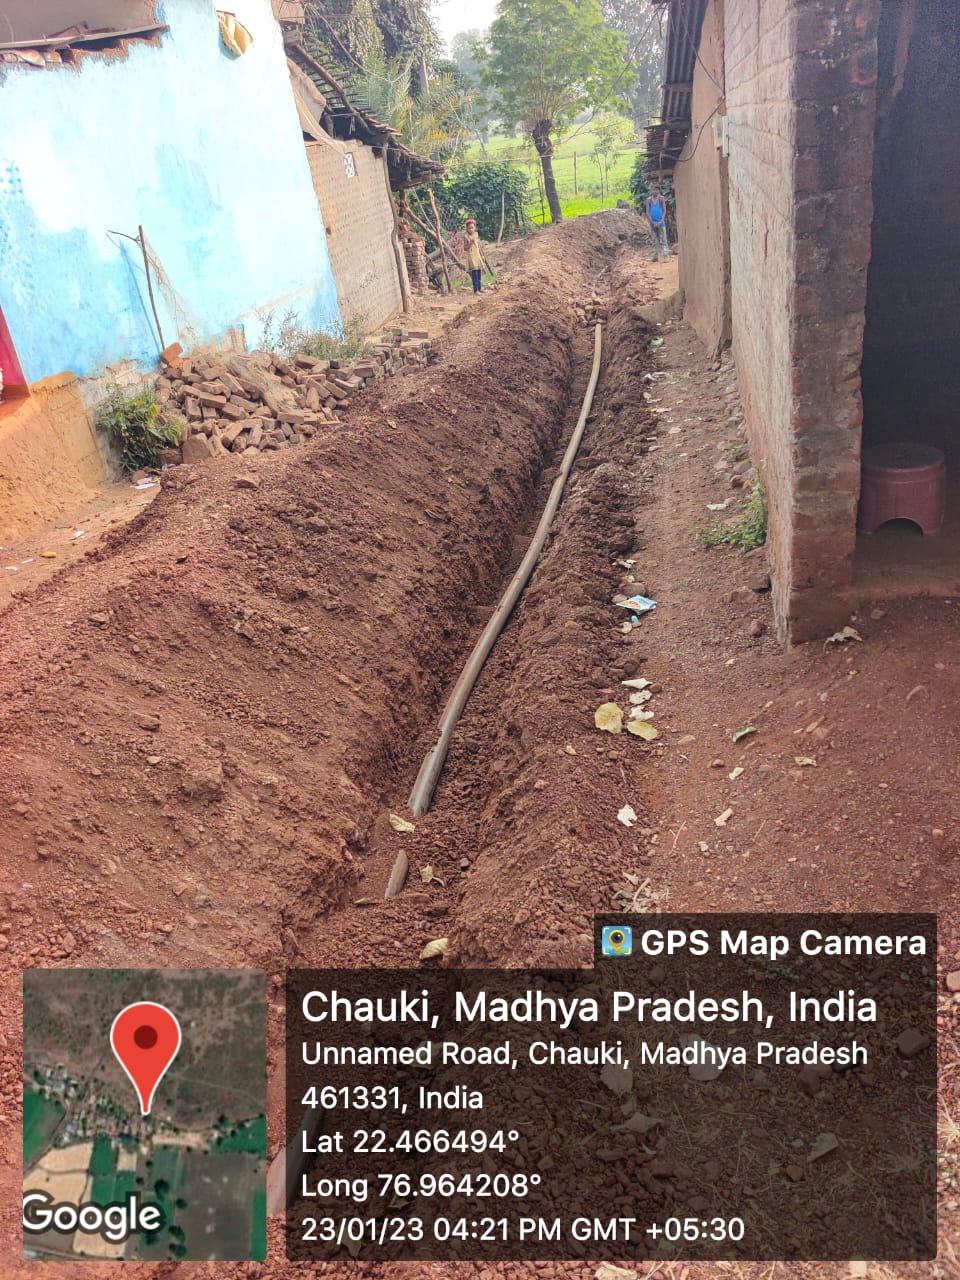 GPS Map Camera
Chauki, Madhya Pradesh, India
Unnamed Road, Chauki, Madhya Pradesh
461331, India
Lat 22.466494°
Long 76.964208°
23/01/23 04:21 PM GMT +05:30
Google